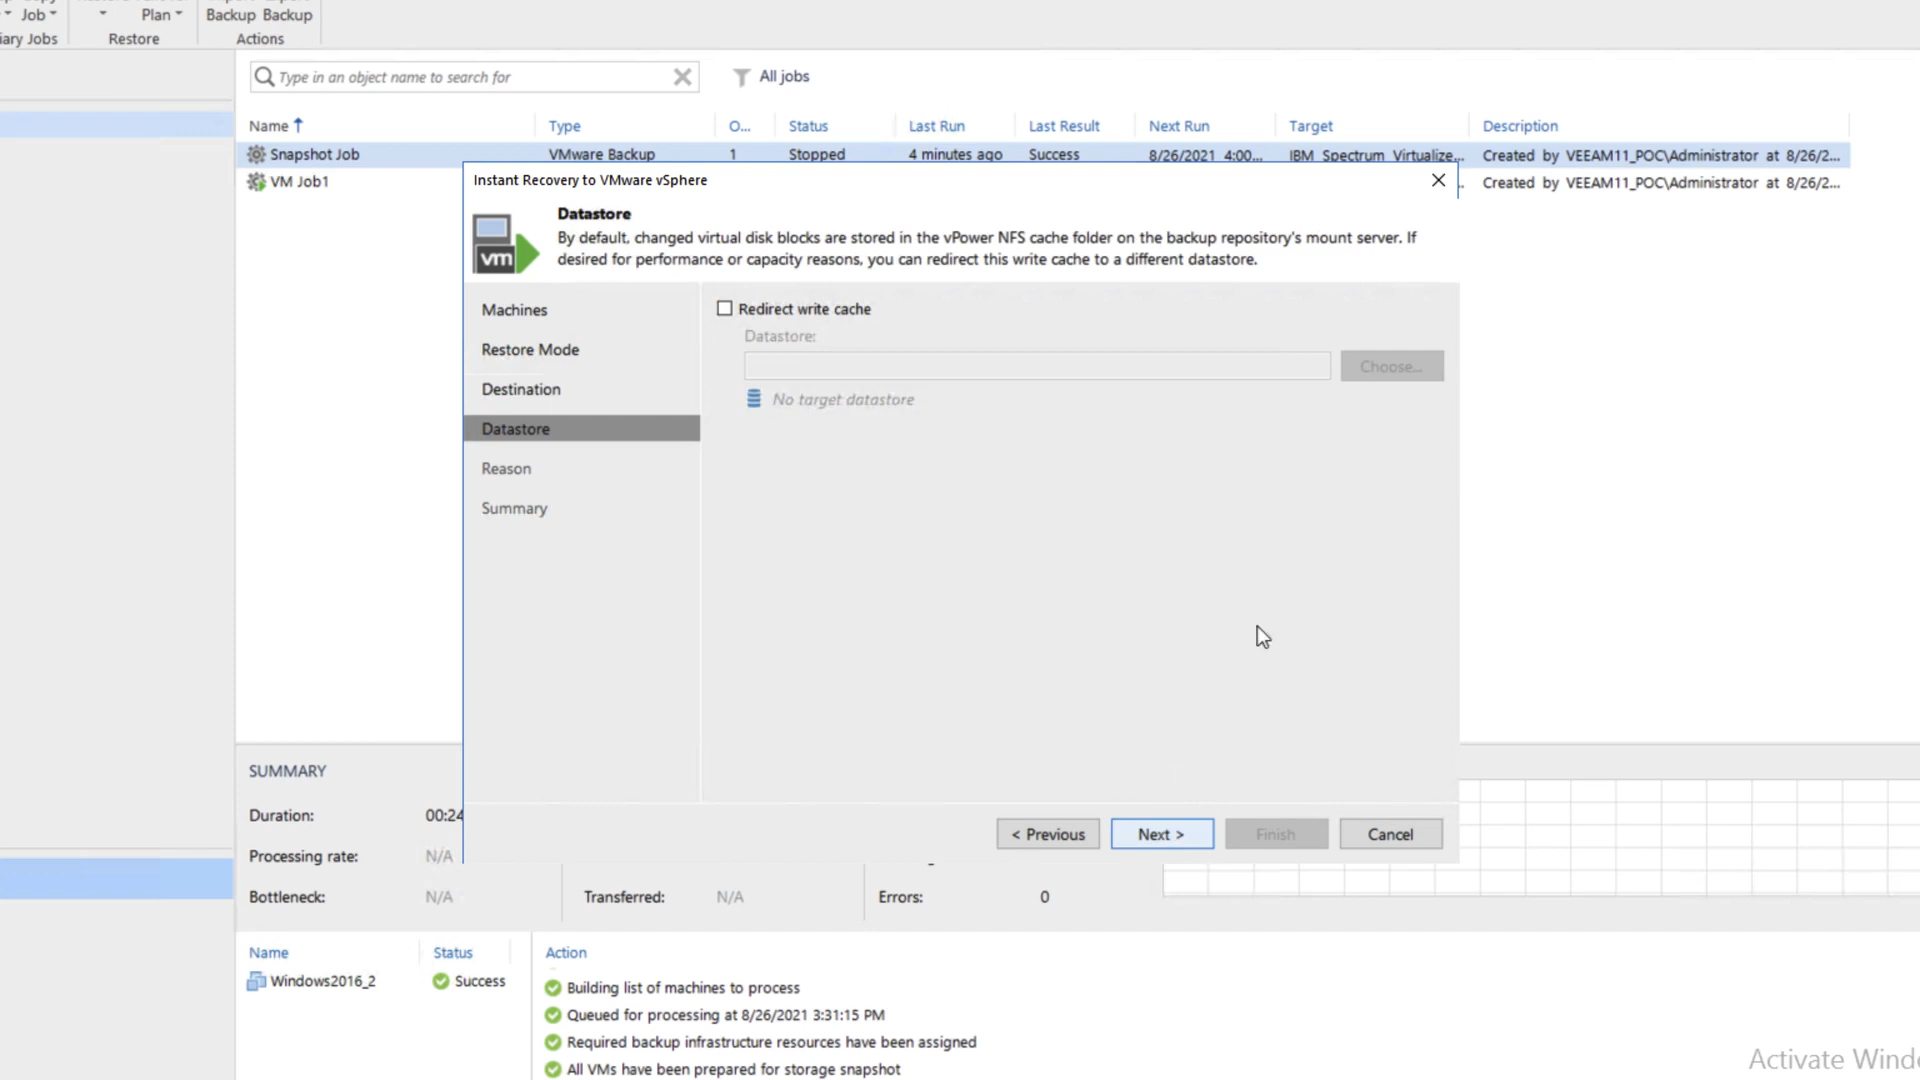 Job
Plan
Backup Backup
iary Jobs
Restore
Actions
Type in an object name to search for
All jobs
Name Type O... Status Last Run Last Result Next Run Target Description
Snapshot Job VMware Backup 1 Stopped 4 minutes ago Success 8/26/2021 4:00... IBM Spectrum Virtualize... Created by VEEAM11_POC\Administrator at 8/26/2...
VM Job1 Created by VEEAM11_POC\Administrator at 8/26/2...
Instant Recovery to VMware vSphere
Datastore
By default, changed virtual disk blocks are stored in the vPower NFS cache folder on the backup repository's mount server. If
desired for performance or capacity reasons, you can redirect this write cache to a different datastore.
vm
Machines
Restore Mode
Destination
Datastore
Reason
Summary
Redirect write cache
Datastore:
Choose...
No target datastore
< Previous Next > Finish Cancel
SUMMARY
Duration: 00:24
Processing rate: N/A
Bottleneck: N/A
Transferred: N/A
Errors: 0
Name Status Action
Windows2016_2 Success
Building list of machines to process
Queued for processing at 8/26/2021 3:31:15 PM
Required backup infrastructure resources have been assigned
All VMs have been prepared for storage snapshot
Activate Windo